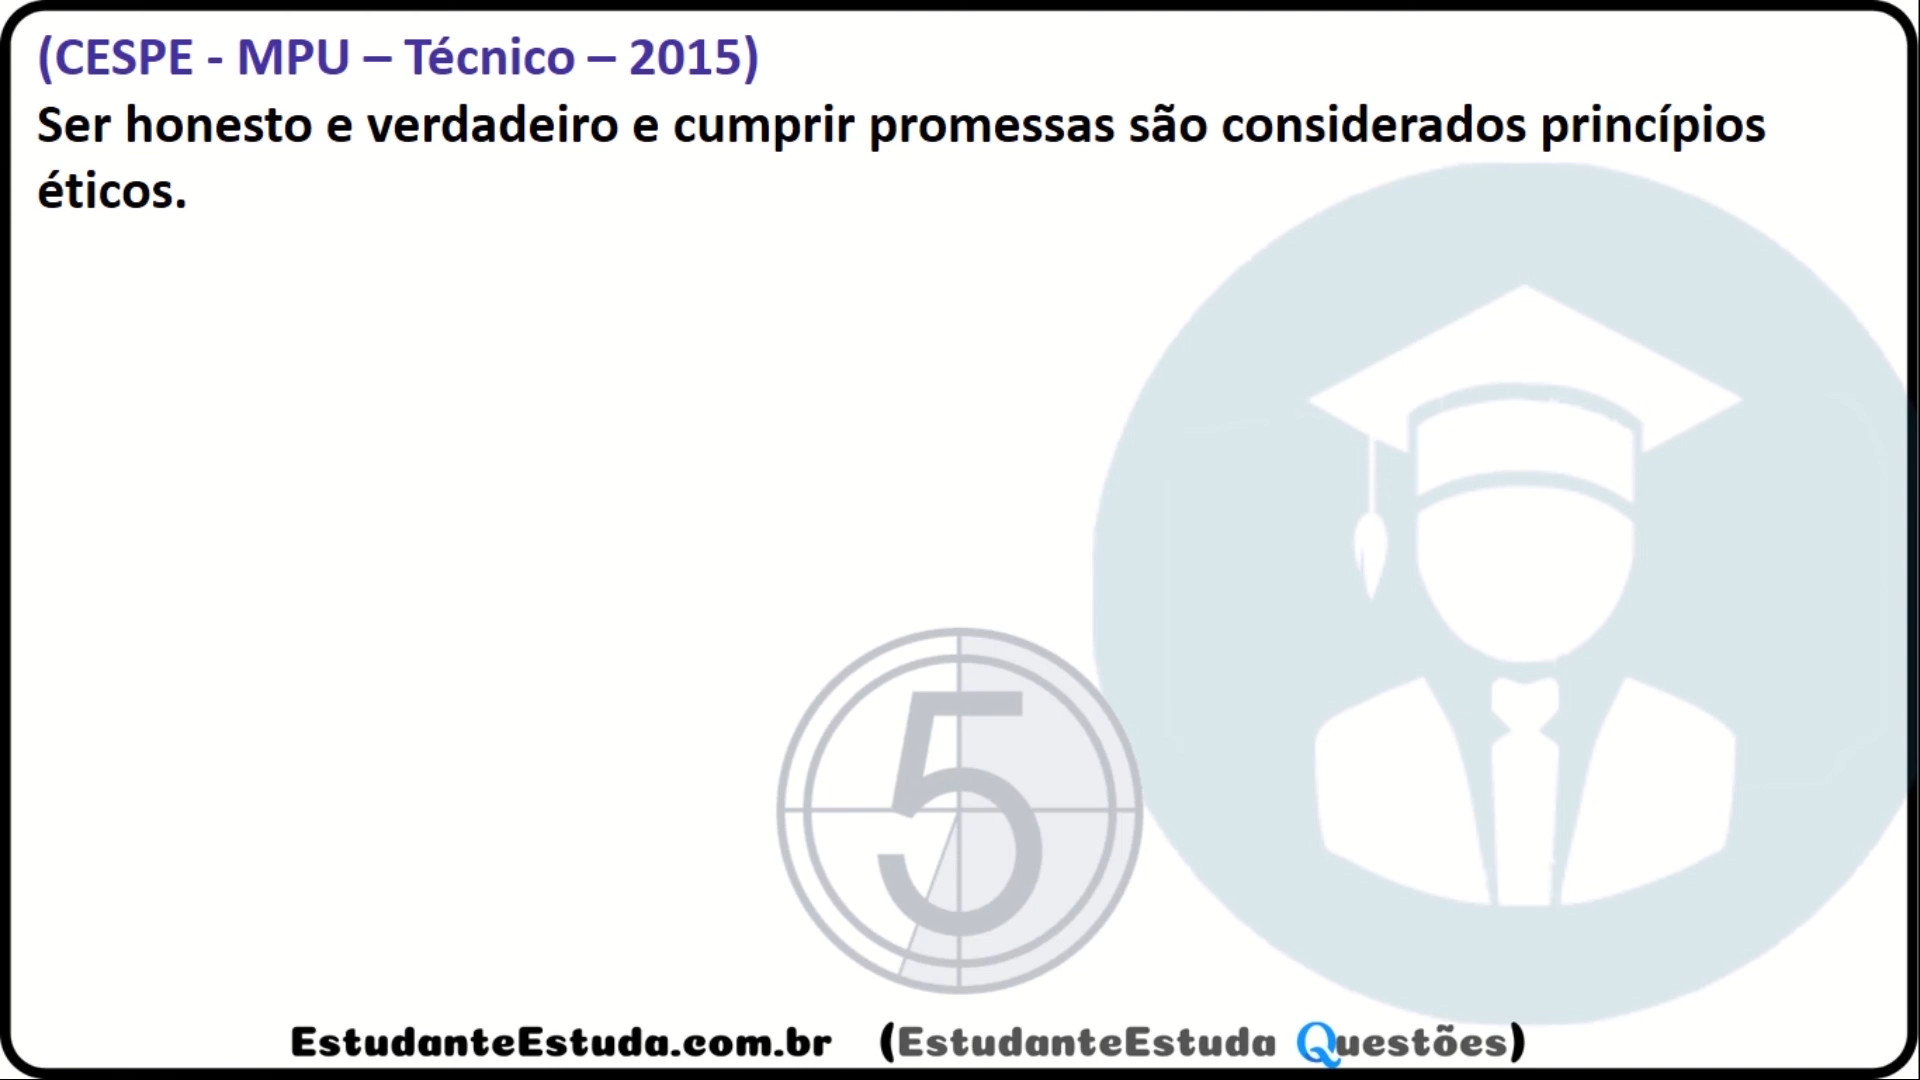 (CESPE - MPU – Técnico – 2015)
Ser honesto e verdadeiro e cumprir promessas são considerados princípios
éticos.
5
EstudanteEstuda.com.br (EstudanteEstuda Questões)